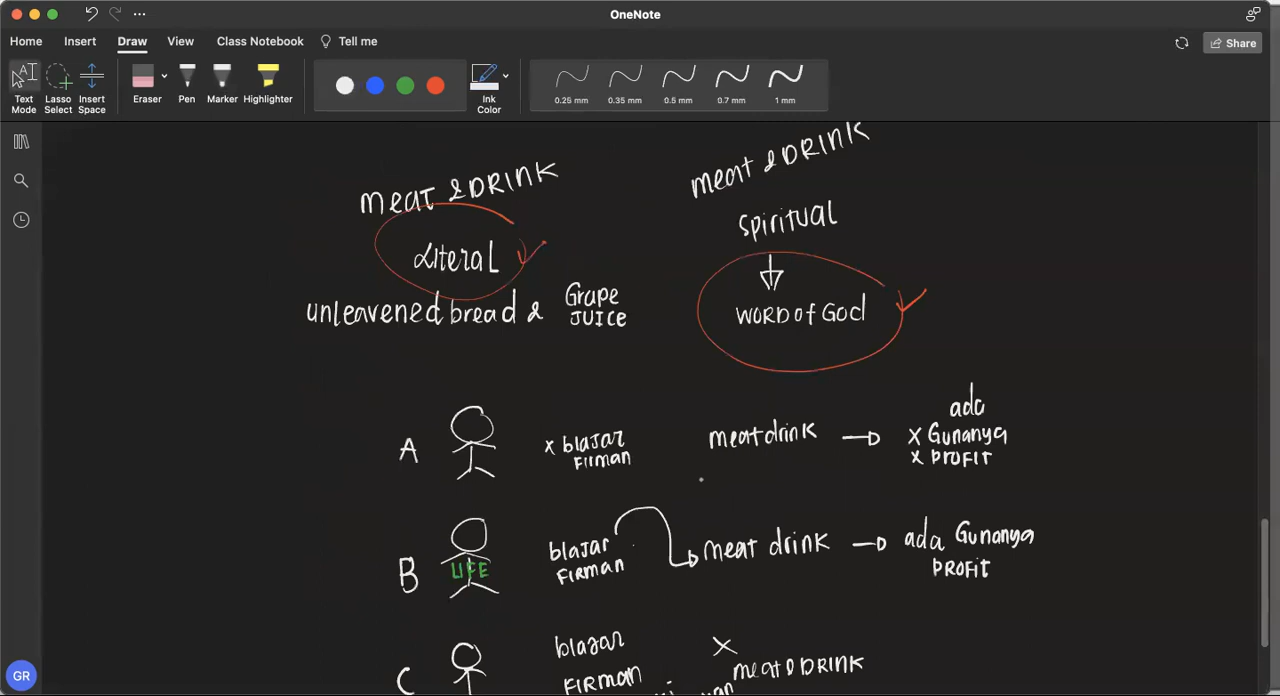 OneNote
Home Insert Draw View Class Notebook Tell me
Share
Text Mode
Lasso Select
Insert Space
Eraser
Pen
Marker
Highlighter
Ink Color
0.25 mm
0.35 mm
0.5 mm
0.7 mm
1 mm
meat & DRINK
Literal
unleavened bread & Grape JUICE
meat & DRINK
spiritual
WORD of God
A
x blajar
FIRMAN
meat drink
ada
x Gunanya
x PROFIT
B
LIFE
blajar
FIRMAN
meat drink
ada Gunanya
PROFIT
C
blajar
FIRMAN
x
meat & DRINK
GR